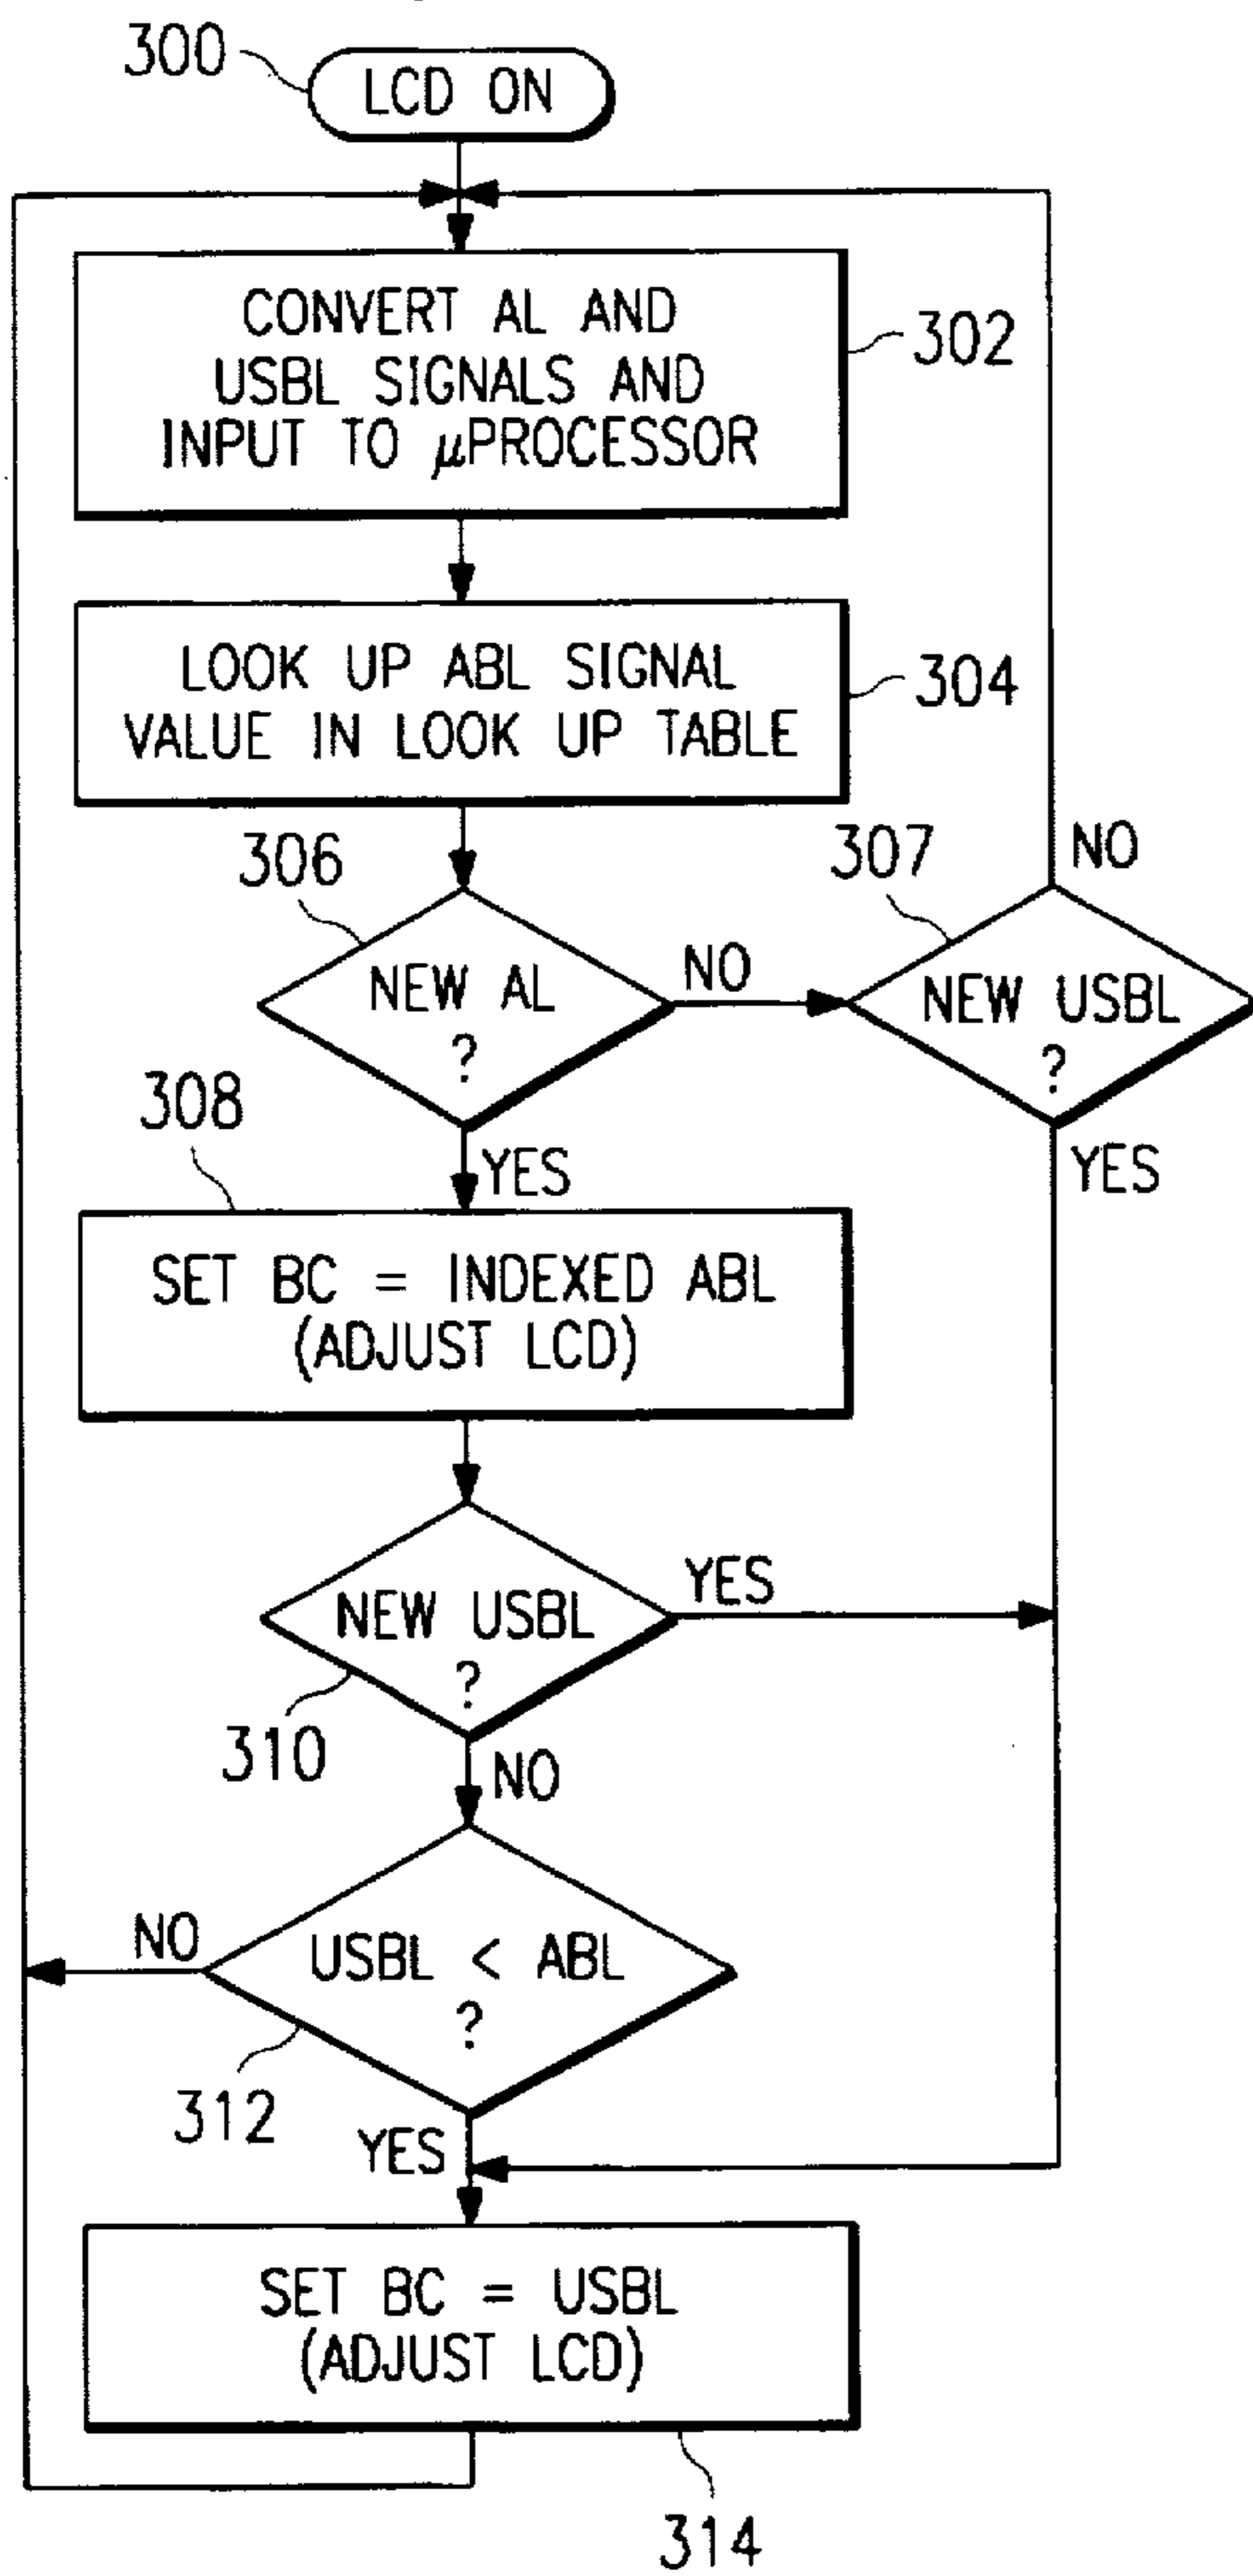 300
LCD ON
CONVERT AL AND
USBL SIGNALS AND
INPUT TO μPROCESSOR
302
LOOK UP ABL SIGNAL
VALUE IN LOOK UP TABLE
304
306
NEW AL
?
NO
307
NEW USBL
?
NO
YES
YES
308
SET BC = INDEXED ABL
(ADJUST LCD)
NEW USBL
?
YES
310
NO
USBL < ABL
?
NO
312
YES
SET BC = USBL
(ADJUST LCD)
314